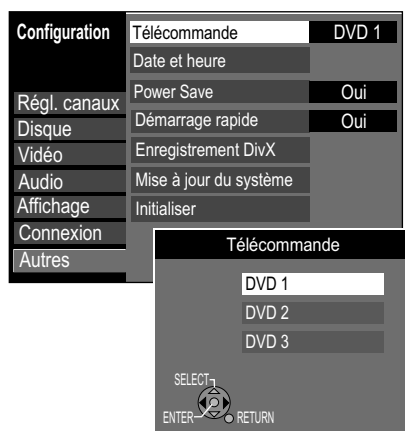 Configuration
Télécommande DVD 1
Date et heure
Power Save Oui
Démarrage rapide Oui
Enregistrement DivX
Mise à jour du système
Initialiser
Régl. canaux
Disque
Vidéo
Audio
Affichage
Connexion
Autres
Télécommande
DVD 1
DVD 2
DVD 3
SELECT
ENTER RETURN